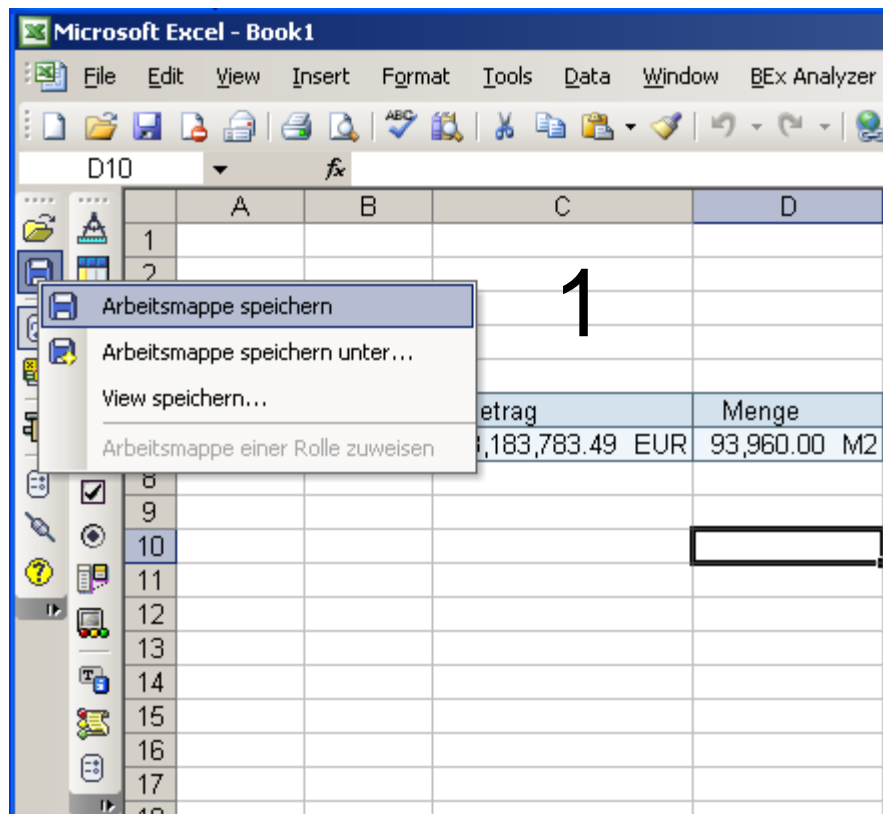 Microsoft Excel - Book1
File Edit View Insert Format Tools Data Window BEx Analyzer
ABC
D10 fx
A B C D
1
2
1
Arbeitsmappe speichern
Arbeitsmappe speichern unter...
View speichern...
etrag Menge
Arbeitsmappe einer Rolle zuweisen
,183,783.49 EUR 93,960.00 M2
8
9
10
11
12
13
14
15
16
17